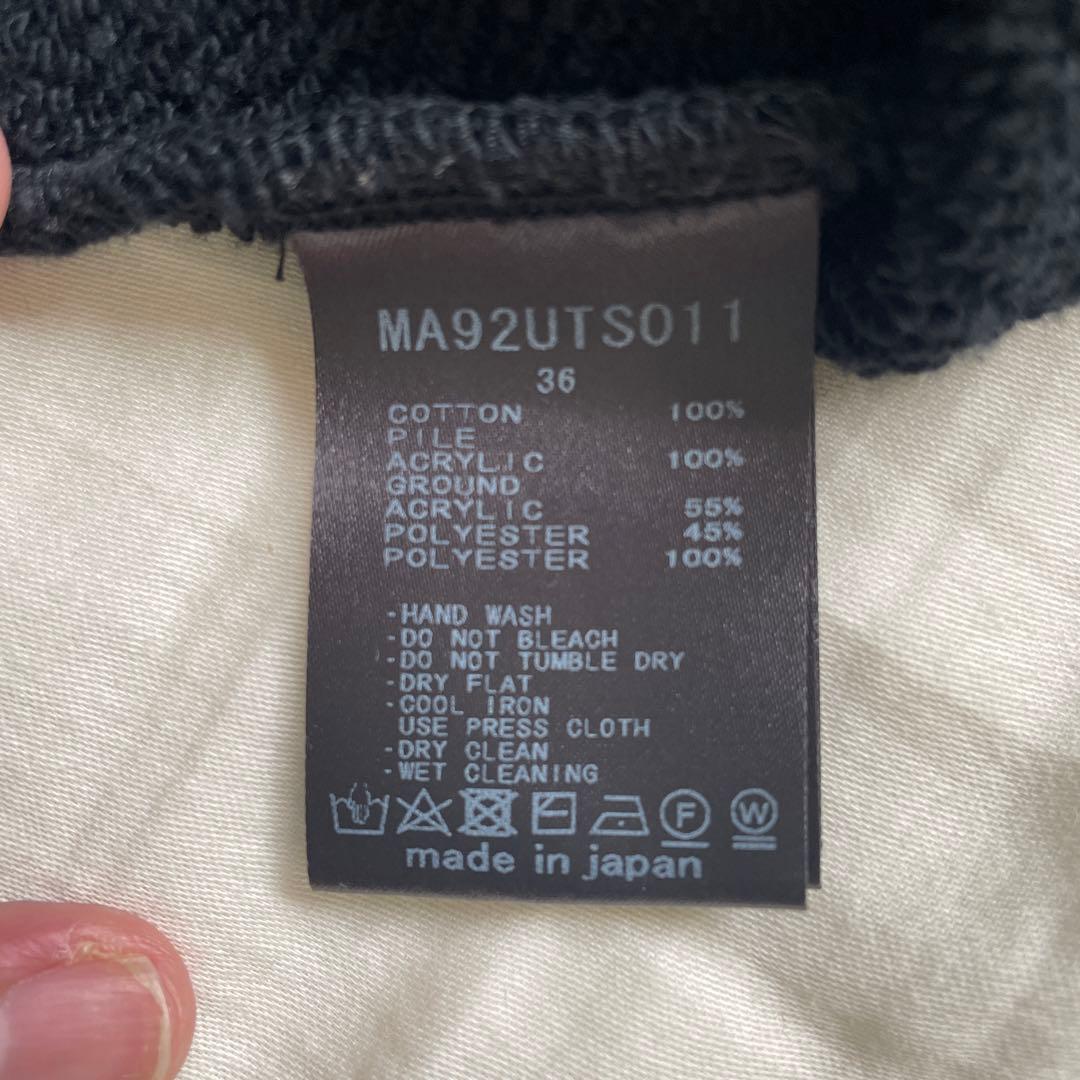 MA92UTS011
36
COTTON 100%
PILE
ACRYLIC 100%
GROUND
ACRYLIC 55%
POLYESTER 45%
POLYESTER 100%
-HAND WASH
-DO NOT BLEACH
-DO NOT TUMBLE DRY
-DRY FLAT
-COOL IRON
USE PRESS CLOTH
-DRY CLEAN
-WET CLEANING
F W
made in japan